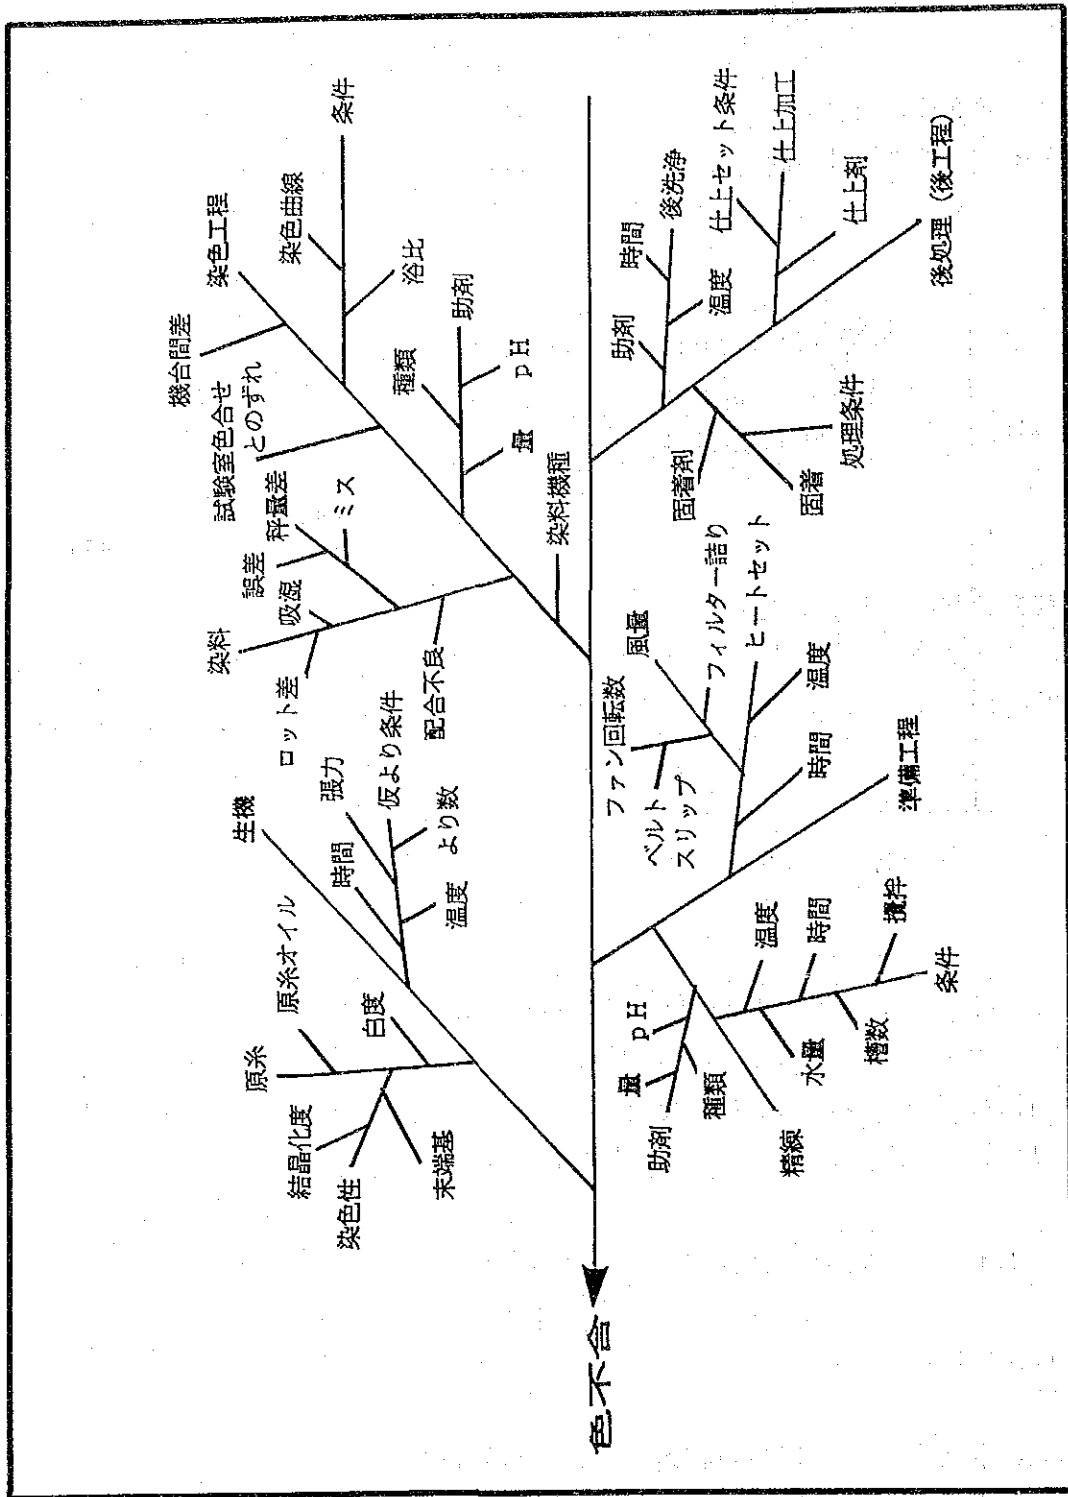 染色工程
機台間差
試験室色合せ
とのずれ
条件
染色曲線
浴比
助剤
種類
pH
量
染料機種
染料
ロット差
吸湿
秤量差
誤差
ミス
配合不良
生機
仮より条件
張力
時間
より数
温度
原糸
原糸オイル
白度
染色性
結晶化度
末端基
後処理（後工程）
仕上加工
仕上セット条件
仕上剤
後洗浄
時間
助剤
温度
固着
固着剤
処理条件
準備工程
ヒートセット
風量
フィルター詰り
ファン回転数
ベルト
スリップ
温度
時間
精練
助剤
量
pH
種類
条件
温度
時間
攪拌
水量
槽数
色不合